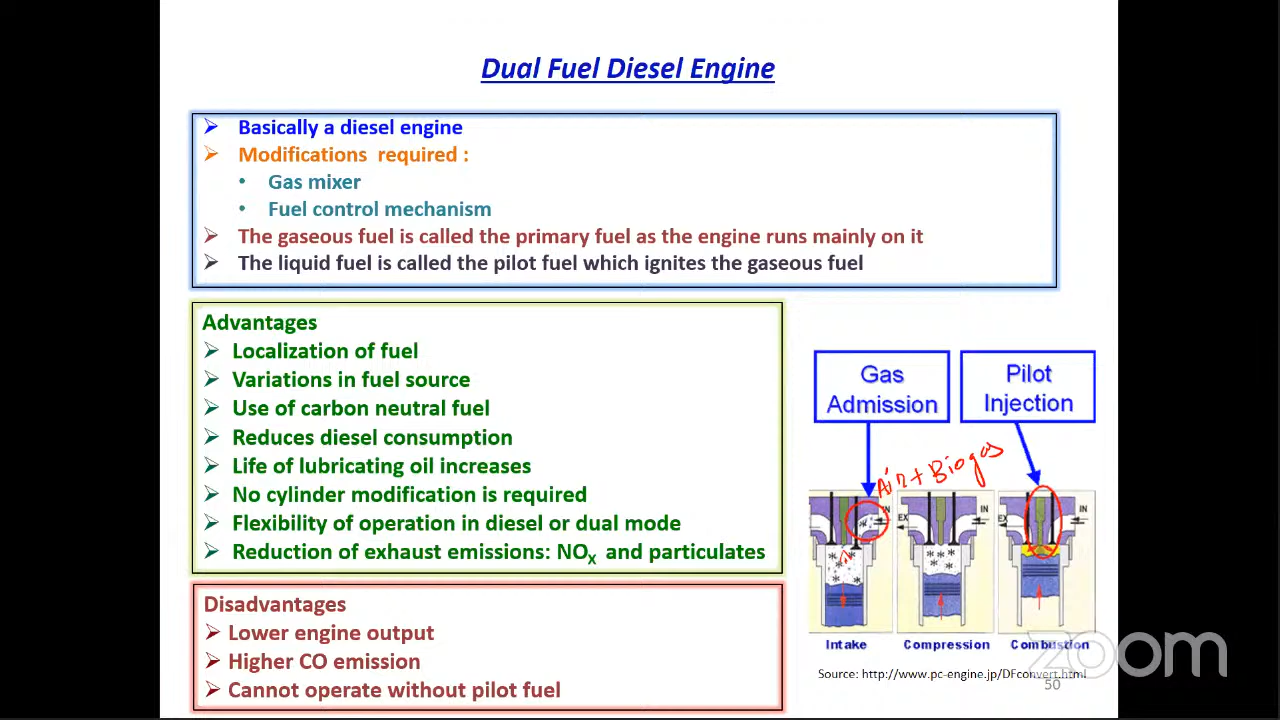 Dual Fuel Diesel Engine
➢ Basically a diesel engine
➢ Modifications required :
• Gas mixer
• Fuel control mechanism
➢ The gaseous fuel is called the primary fuel as the engine runs mainly on it
➢ The liquid fuel is called the pilot fuel which ignites the gaseous fuel
Advantages
➢ Localization of fuel
➢ Variations in fuel source
➢ Use of carbon neutral fuel
➢ Reduces diesel consumption
➢ Life of lubricating oil increases
➢ No cylinder modification is required
➢ Flexibility of operation in diesel or dual mode
➢ Reduction of exhaust emissions: NOx and particulates
Disadvantages
➢ Lower engine output
➢ Higher CO emission
➢ Cannot operate without pilot fuel
Gas
Admission
Pilot
Injection
Air + Biogas
IN
EX
IN
EX
IN
Intake
Compression
Combustion
Source: http://www.pc-engine.jp/DFconvert.html
50
zoom